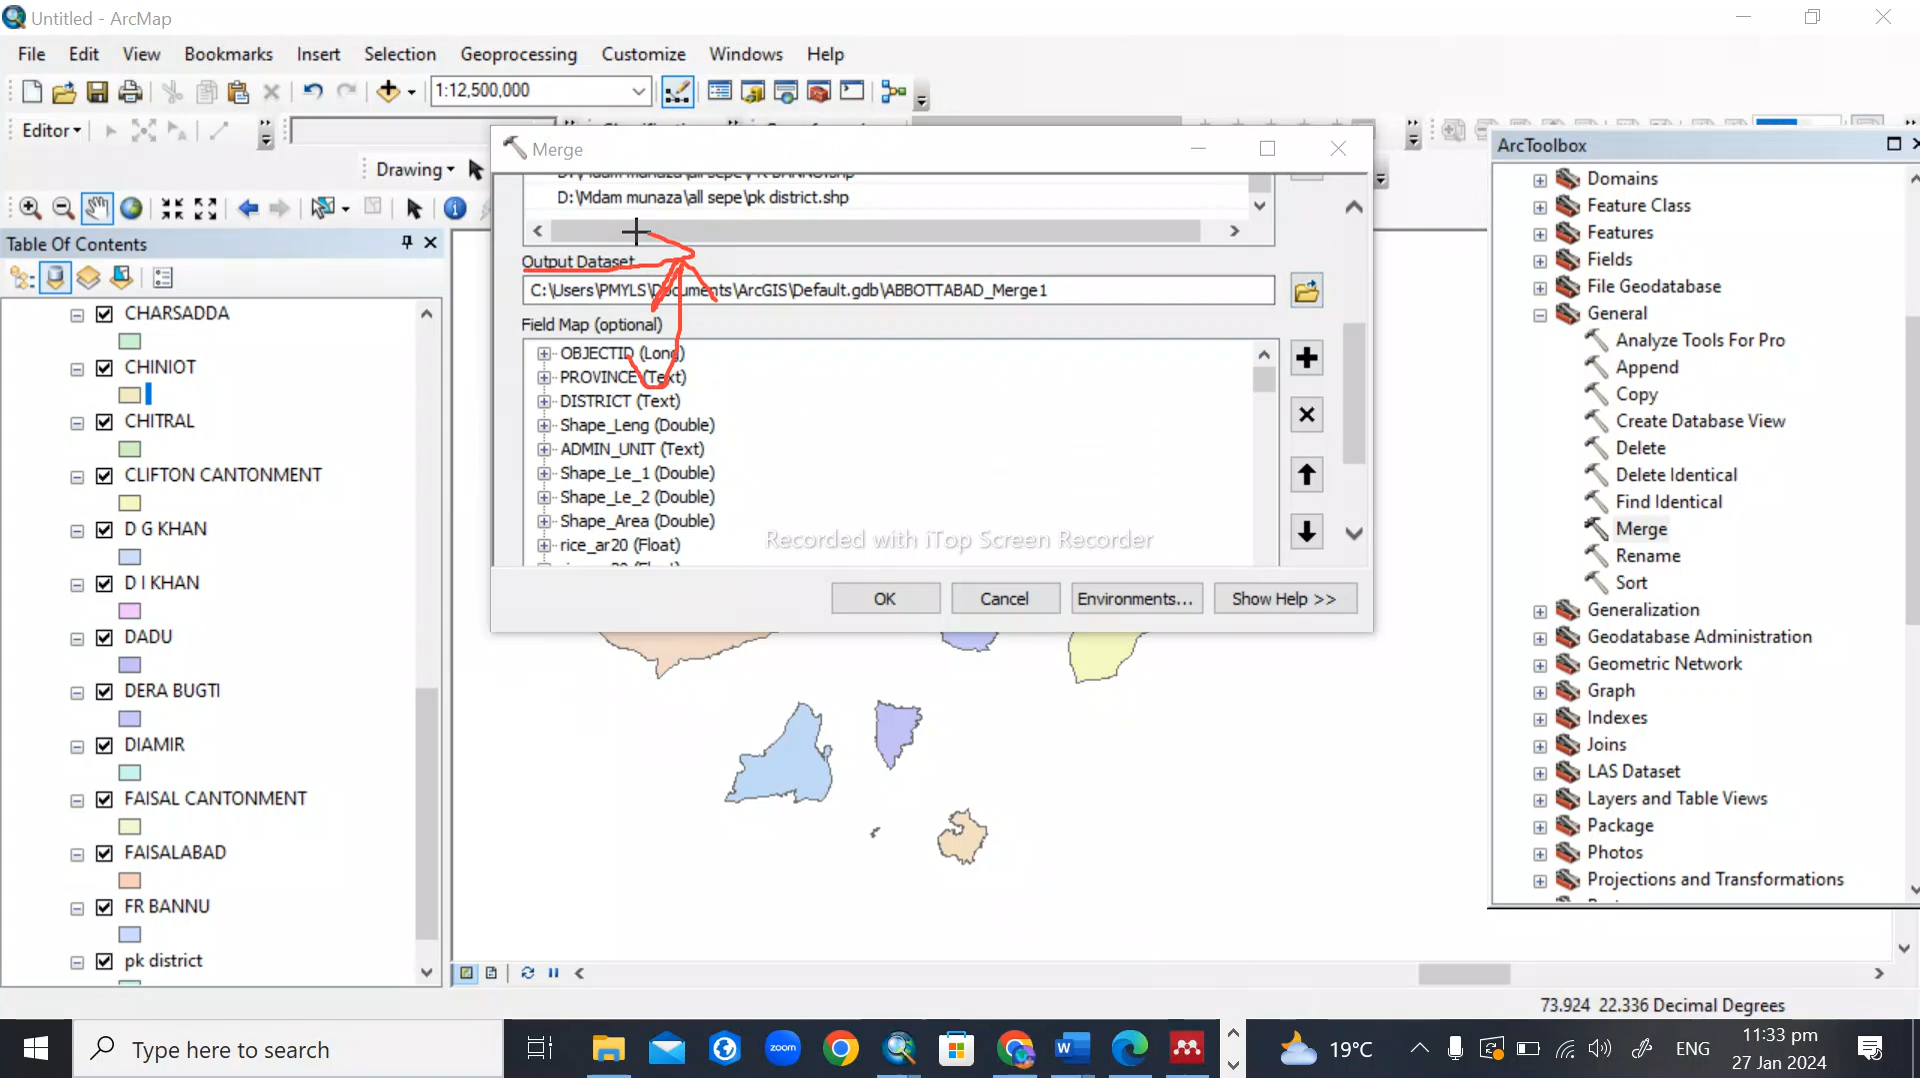 Untitled - ArcMap
File Edit View Bookmarks Insert Selection Geoprocessing Customize Windows Help
1:12,500,000
Editor
Drawing
Table Of Contents
CHARSADDA
CHINIOT
CHITRAL
CLIFTON CANTONMENT
D G KHAN
D I KHAN
DADU
DERA BUGTI
DIAMIR
FAISAL CANTONMENT
FAISALABAD
FR BANNU
pk district
Merge
D:\Mdam munaza\all sepe\pk district.shp
Output Dataset
C:\Users\PMYLS\Documents\ArcGIS\Default.gdb\ABBOTTABAD_Merge1
Field Map (optional)
OBJECTID (Long)
PROVINCE (Text)
DISTRICT (Text)
Shape_Leng (Double)
ADMIN_UNIT (Text)
Shape_Le_1 (Double)
Shape_Le_2 (Double)
Shape_Area (Double)
rice_ar20 (Float)
Recorded with iTop Screen Recorder
OK Cancel Environments... Show Help >>
ArcToolbox
Domains
Feature Class
Features
Fields
File Geodatabase
General
Analyze Tools For Pro
Append
Copy
Create Database View
Delete
Delete Identical
Find Identical
Merge
Rename
Sort
Generalization
Geodatabase Administration
Geometric Network
Graph
Indexes
Joins
LAS Dataset
Layers and Table Views
Package
Photos
Projections and Transformations
73.924 22.336 Decimal Degrees
Type here to search
zoom
19°C
ENG
11:33 pm
27 Jan 2024